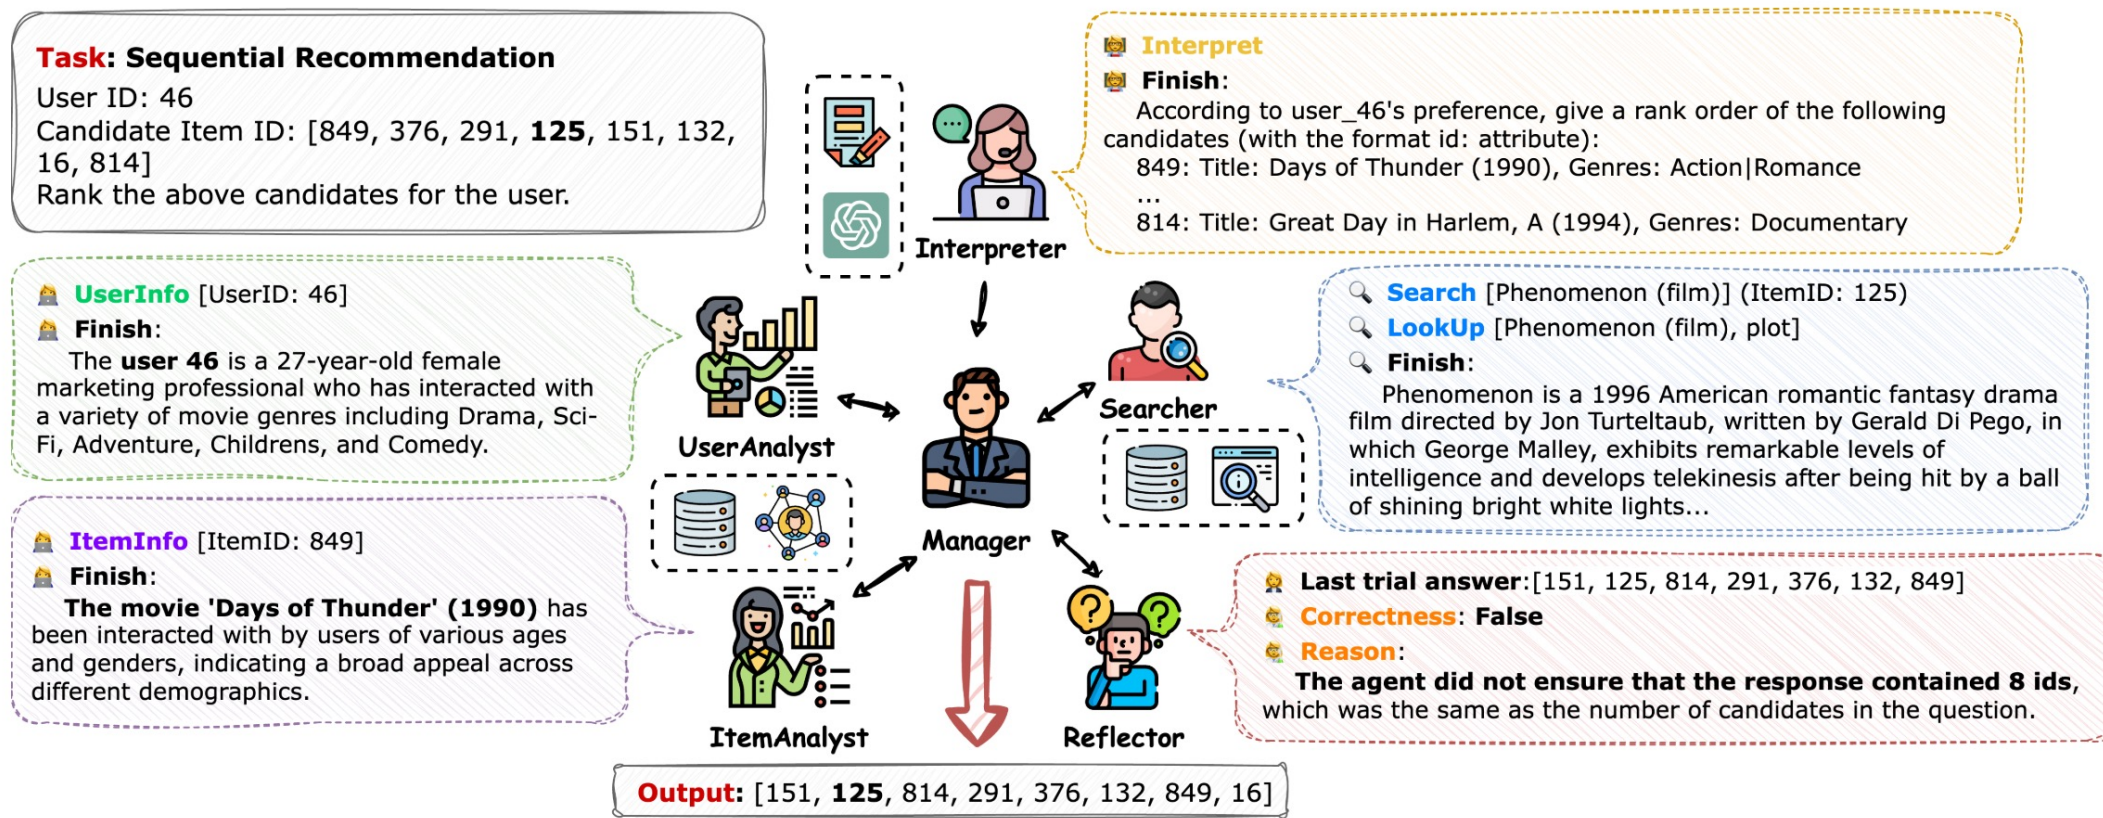 Task: Sequential Recommendation
User ID: 46
Candidate Item ID: [849, 376, 291, 125, 151, 132,
16, 814]
Rank the above candidates for the user.
Interpret
Finish:
According to user_46's preference, give a rank order of the following
candidates (with the format id: attribute):
849: Title: Days of Thunder (1990), Genres: Action|Romance
...
814: Title: Great Day in Harlem, A (1994), Genres: Documentary
Interpreter
UserInfo [UserID: 46]
Finish:
The user 46 is a 27-year-old female
marketing professional who has interacted with
a variety of movie genres including Drama, Sci-
Fi, Adventure, Childrens, and Comedy.
UserAnalyst
Search [Phenomenon (film)] (ItemID: 125)
LookUp [Phenomenon (film), plot]
Finish:
Phenomenon is a 1996 American romantic fantasy drama
film directed by Jon Turteltaub, written by Gerald Di Pego, in
which George Malley, exhibits remarkable levels of
intelligence and develops telekinesis after being hit by a ball
of shining bright white lights...
Searcher
Manager
ItemInfo [ItemID: 849]
Finish:
The movie 'Days of Thunder' (1990) has
been interacted with by users of various ages
and genders, indicating a broad appeal across
different demographics.
ItemAnalyst
Last trial answer:[151, 125, 814, 291, 376, 132, 849]
Correctness: False
Reason:
The agent did not ensure that the response contained 8 ids,
which was the same as the number of candidates in the question.
Reflector
Output: [151, 125, 814, 291, 376, 132, 849, 16]